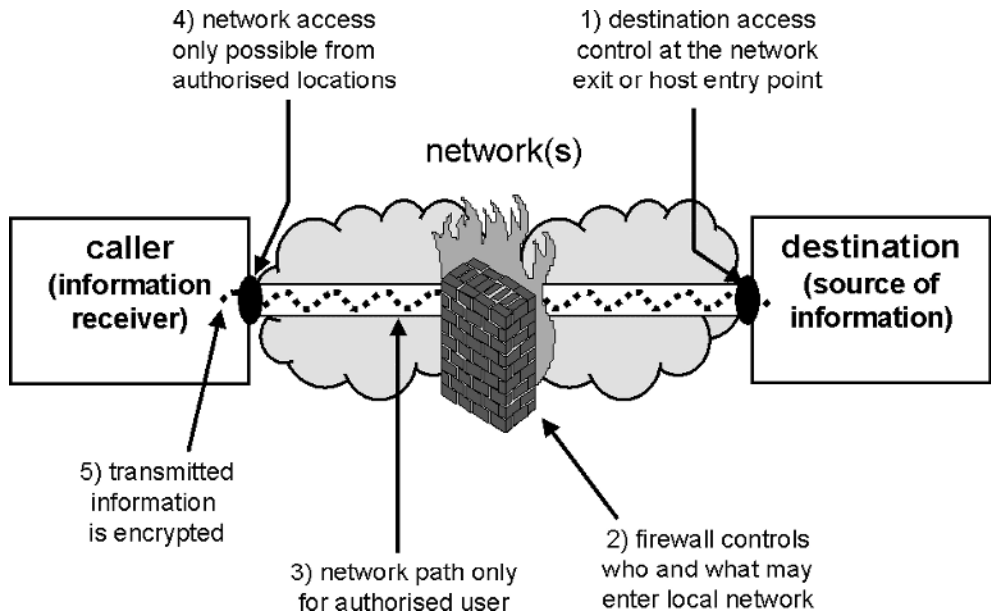 4) network access
only possible from
authorised locations
1) destination access
control at the network
exit or host entry point
network(s)
caller
(information
receiver)
destination
(source of
information)
5) transmitted
information
is encrypted
3) network path only
for authorised user
2) firewall controls
who and what may
enter local network